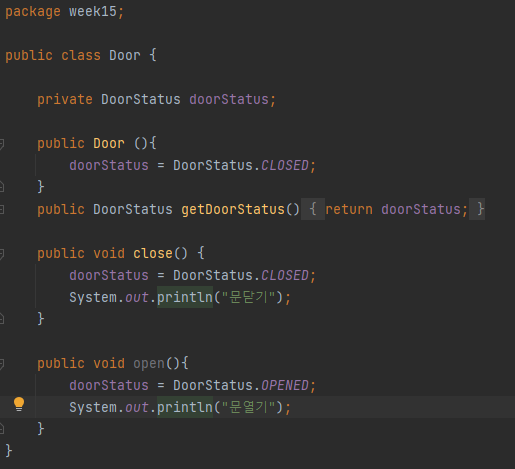 package week15;
public class Door {
private DoorStatus doorStatus;
public Door (){
doorStatus = DoorStatus.CLOSED;
}
public DoorStatus getDoorStatus() { return doorStatus; }
public void close() {
doorStatus = DoorStatus.CLOSED;
System.out.println("문닫기");
}
public void open(){
doorStatus = DoorStatus.OPENED;
System.out.println("문열기");
}
}